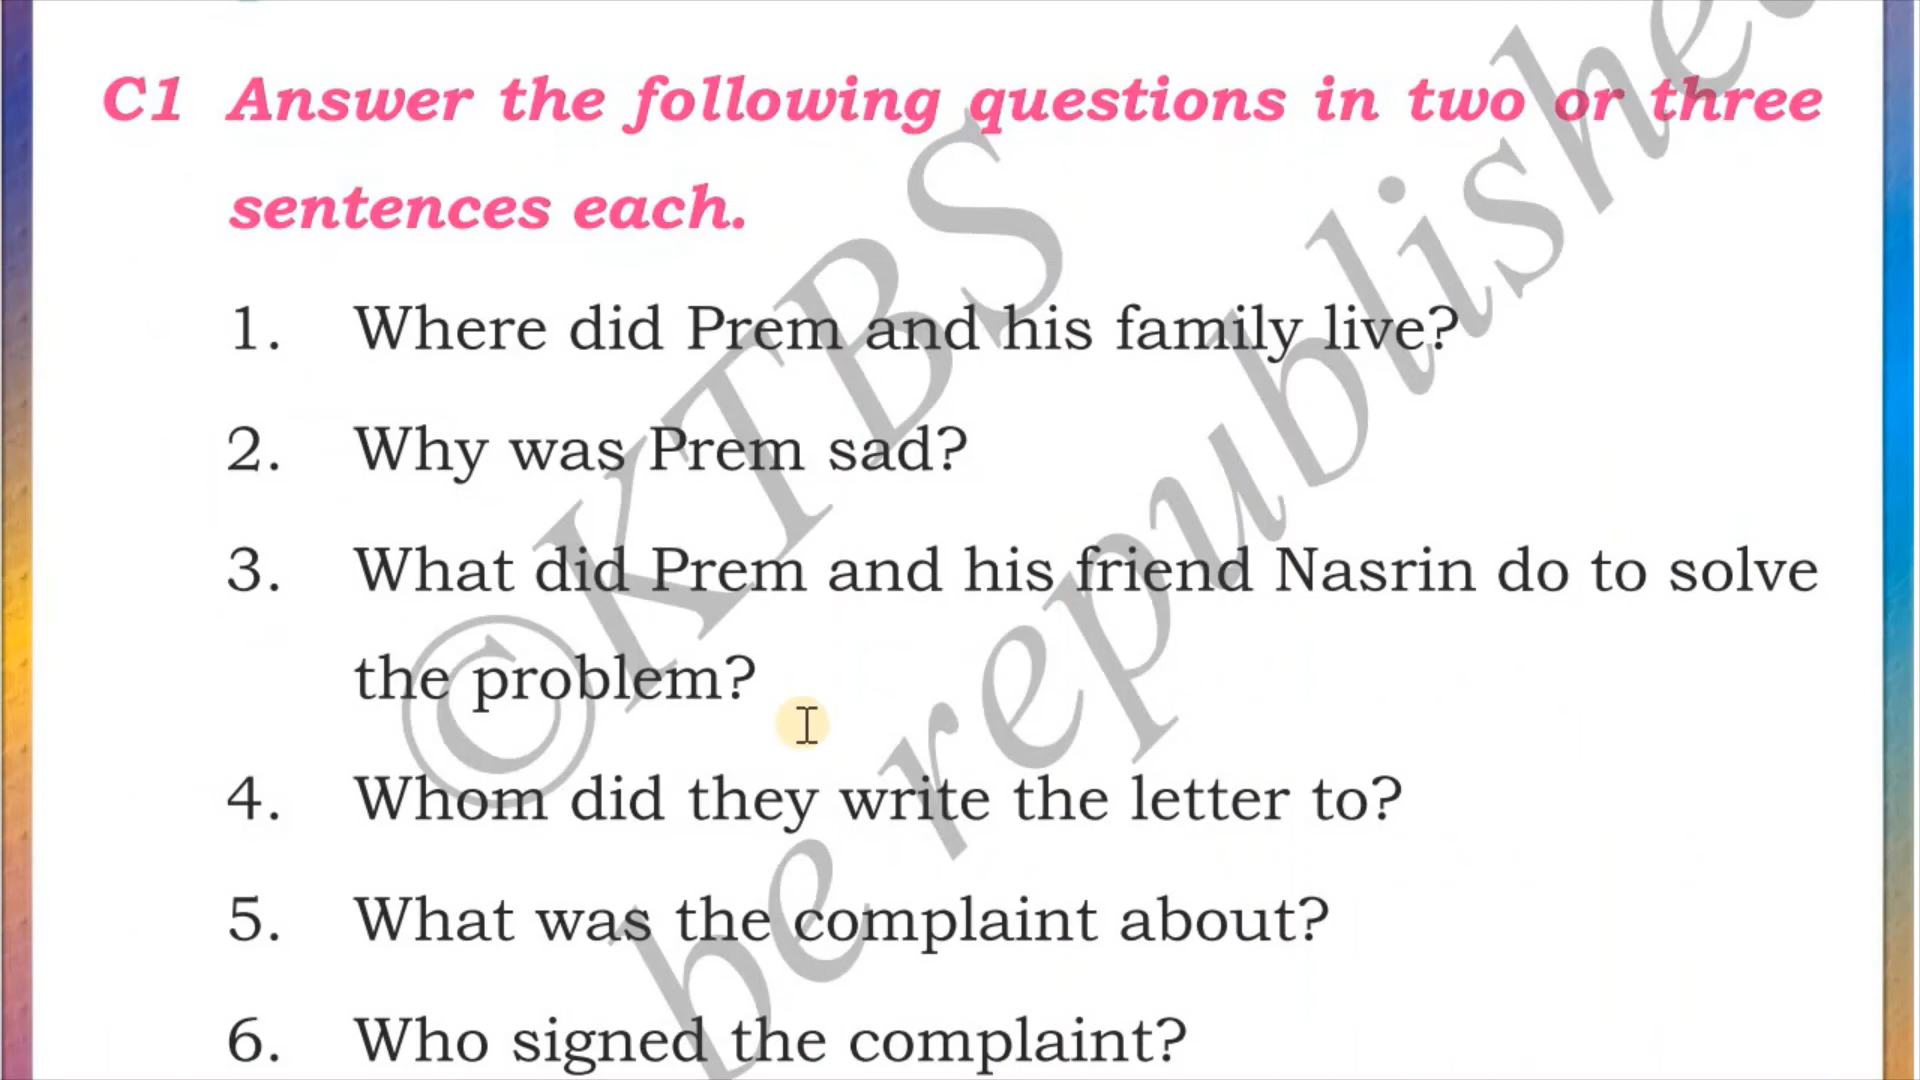 C1 Answer the following questions in two or three
sentences each.
1. Where did Prem and his family live?
2. Why was Prem sad?
3. What did Prem and his friend Nasrin do to solve
the problem?
4. Whom did they write the letter to?
5. What was the complaint about?
6. Who signed the complaint?
©KTBS
be republishe